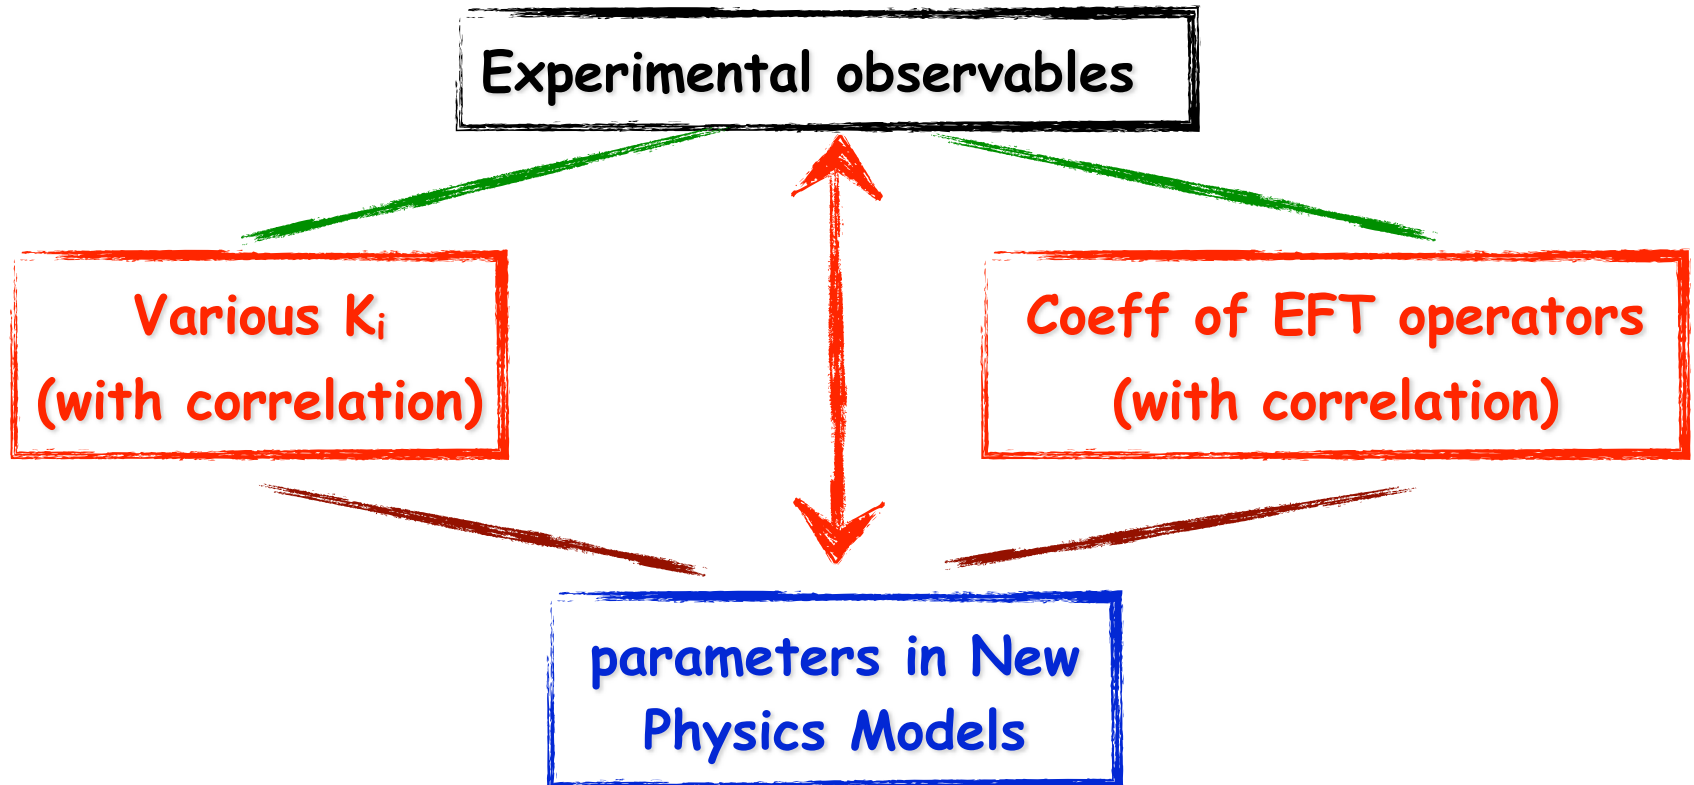 Experimental observables
Various Kᵢ
(with correlation)
Coeff of EFT operators
(with correlation)
parameters in New
Physics Models